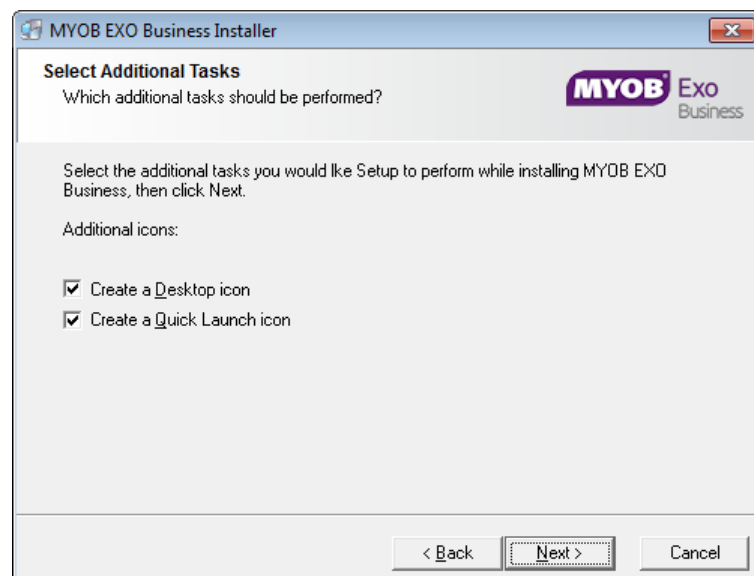 MYOB EXO Business Installer
Select Additional Tasks
Which additional tasks should be performed?
MYOB Exo
Business
Select the additional tasks you would lke Setup to perform while installing MYOB EXO
Business, then click Next.
Additional icons:
Create a Desktop icon
Create a Quick Launch icon
< Back
Next >
Cancel